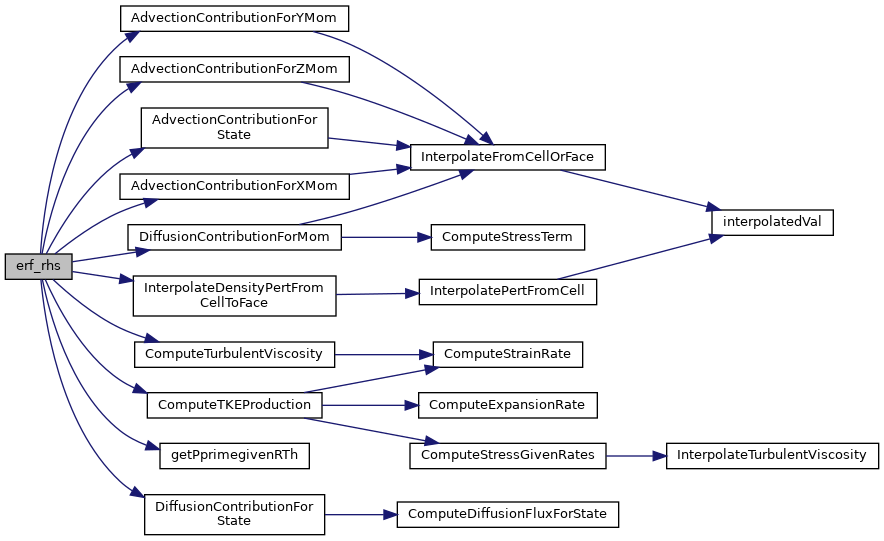 erf_rhs
AdvectionContributionForYMom
AdvectionContributionForZMom
AdvectionContributionFor
State
AdvectionContributionForXMom
DiffusionContributionForMom
InterpolateDensityPertFrom
CellToFace
ComputeTurbulentViscosity
ComputeTKEProduction
getPprimegivenRTh
DiffusionContributionFor
State
InterpolateFromCellOrFace
ComputeStressTerm
InterpolatePertFromCell
ComputeStrainRate
ComputeExpansionRate
ComputeStressGivenRates
ComputeDiffusionFluxForState
interpolatedVal
InterpolateTurbulentViscosity